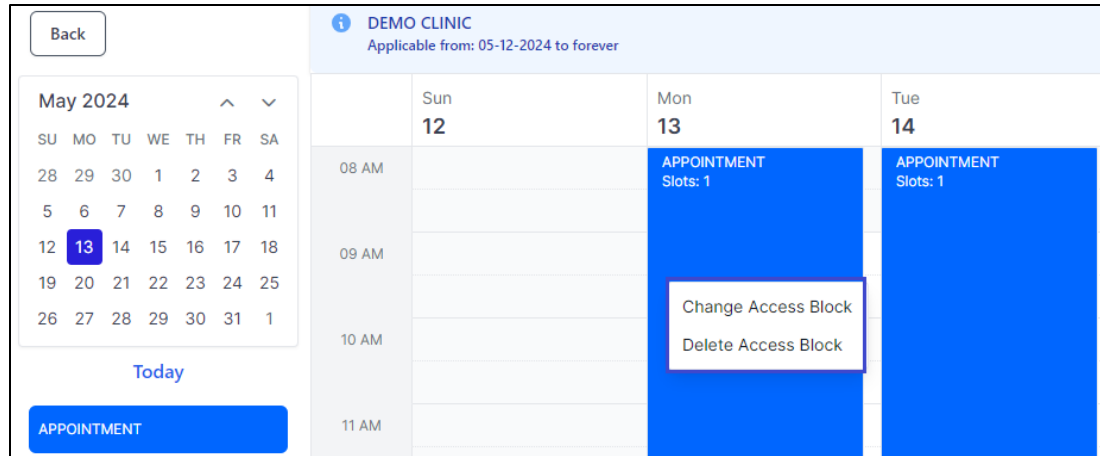 Back
May 2024
SU MO TU WE TH FR SA
28 29 30 1 2 3 4
5 6 7 8 9 10 11
12 13 14 15 16 17 18
19 20 21 22 23 24 25
26 27 28 29 30 31 1
Today
APPOINTMENT
DEMO CLINIC
Applicable from: 05-12-2024 to forever
Sun Mon Tue
12 13 14
08 AM
09 AM
10 AM
11 AM
APPOINTMENT
Slots: 1
Change Access Block
Delete Access Block
APPOINTMENT
Slots: 1